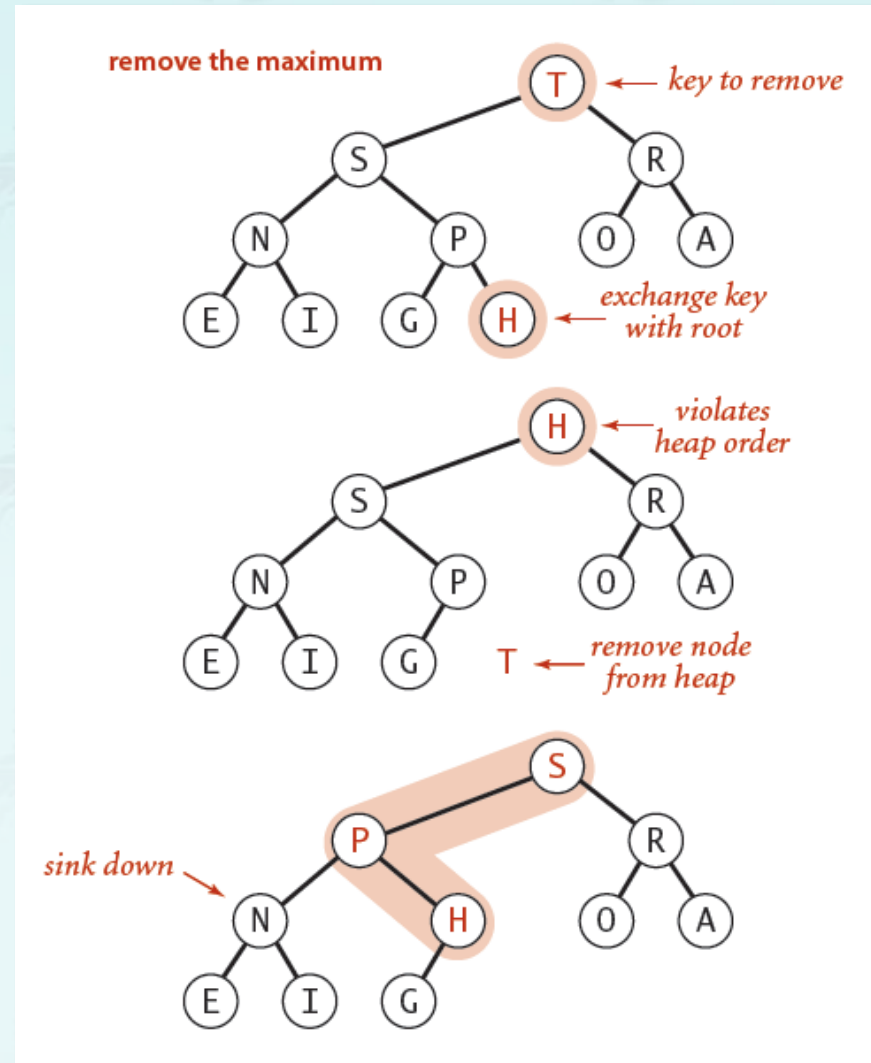 remove the maximum
T
key to remove
S
R
N
P
O
A
E
I
G
H
exchange key
with root
H
violates
heap order
S
R
N
P
O
A
E
I
G
T
remove node
from heap
S
P
R
sink down
N
H
O
A
E
I
G